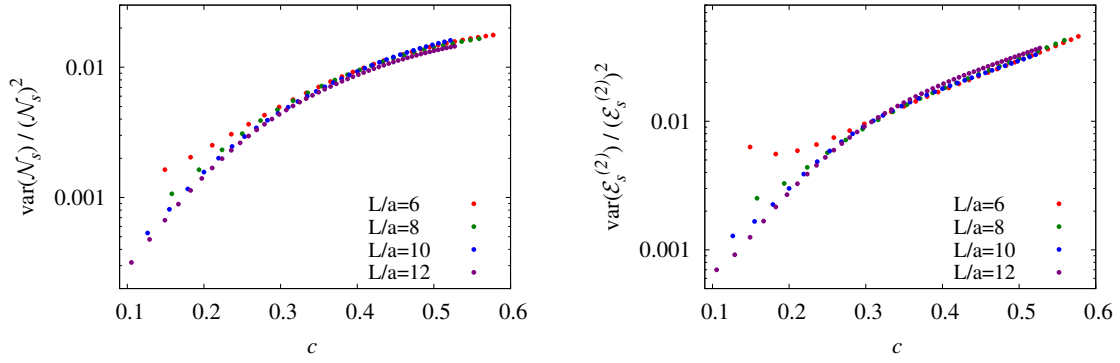 var(𝒩ₛ) / (𝒩ₛ)²
0.01
0.001
0.1 0.2 0.3 0.4 0.5 0.6
c
L/a=6
L/a=8
L/a=10
L/a=12
var(ℰₛ⁽²⁾) / (ℰₛ⁽²⁾)²
0.01
0.001
0.1 0.2 0.3 0.4 0.5 0.6
c
L/a=6
L/a=8
L/a=10
L/a=12